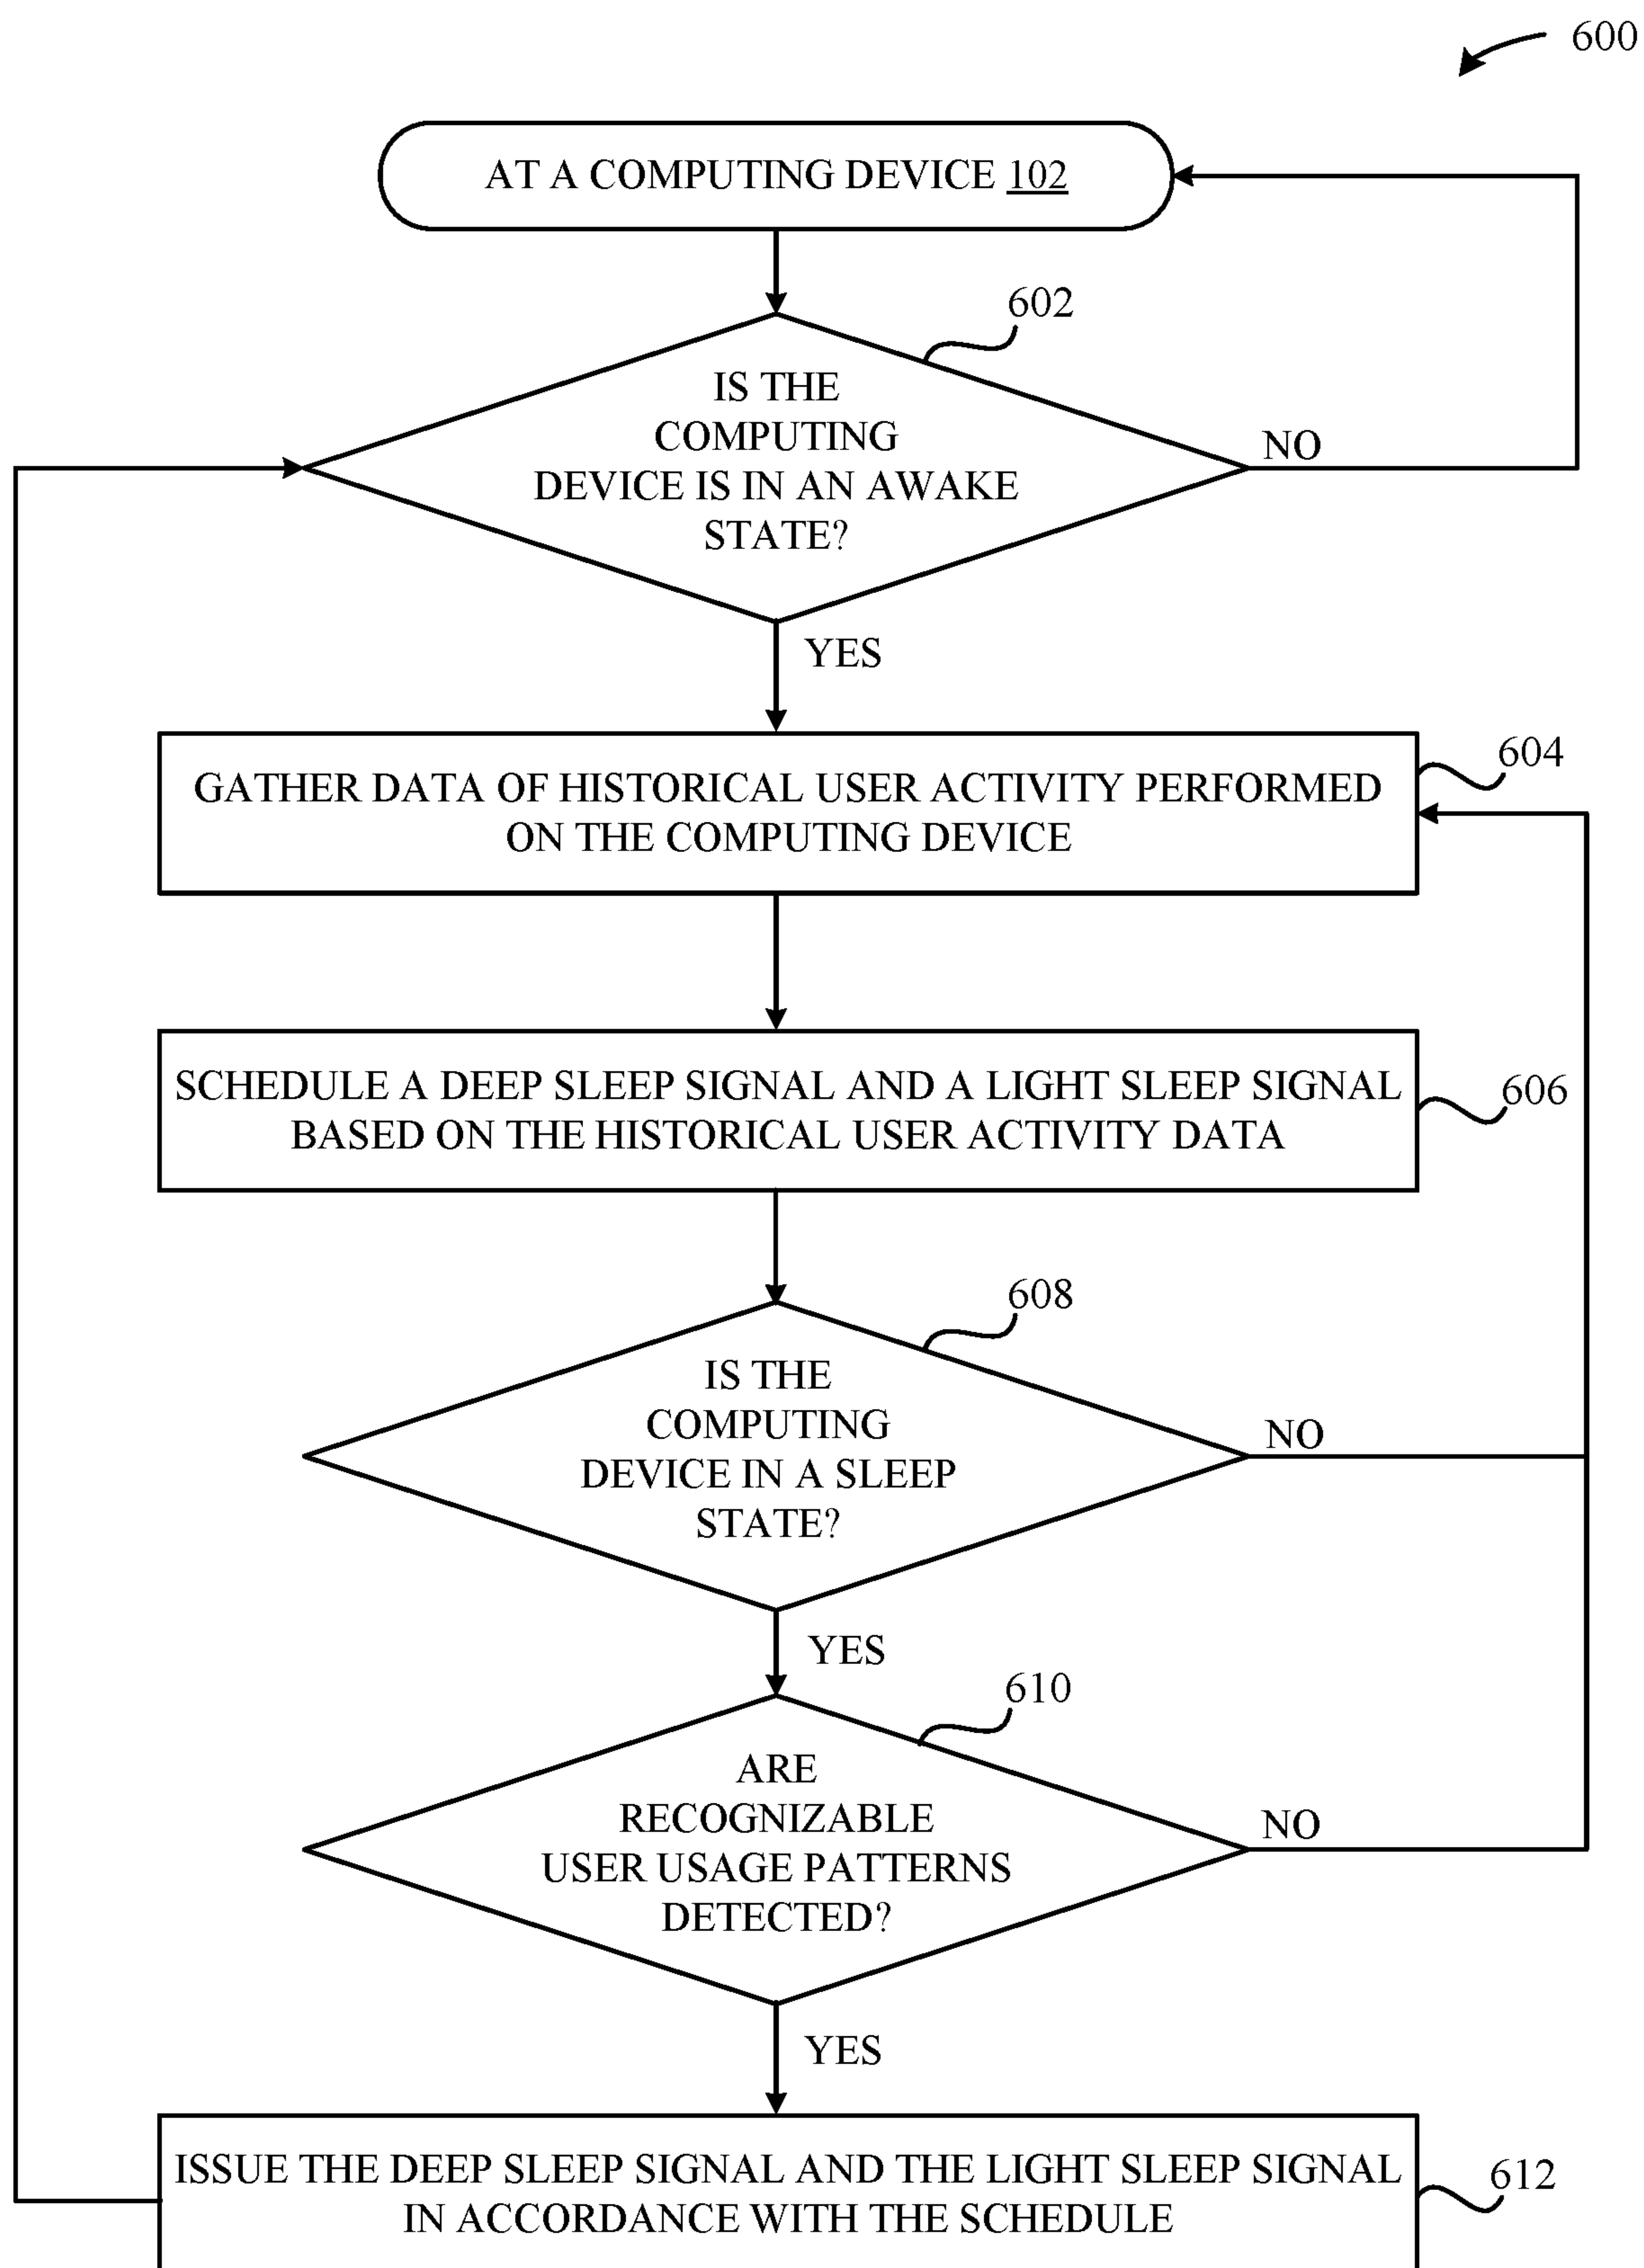 600
AT A COMPUTING DEVICE 102
602
IS THE
COMPUTING
DEVICE IS IN AN AWAKE
STATE?
NO
YES
604
GATHER DATA OF HISTORICAL USER ACTIVITY PERFORMED
ON THE COMPUTING DEVICE
SCHEDULE A DEEP SLEEP SIGNAL AND A LIGHT SLEEP SIGNAL
BASED ON THE HISTORICAL USER ACTIVITY DATA
606
608
IS THE
COMPUTING
DEVICE IN A SLEEP
STATE?
NO
YES
610
ARE
RECOGNIZABLE
USER USAGE PATTERNS
DETECTED?
NO
YES
ISSUE THE DEEP SLEEP SIGNAL AND THE LIGHT SLEEP SIGNAL
IN ACCORDANCE WITH THE SCHEDULE
612